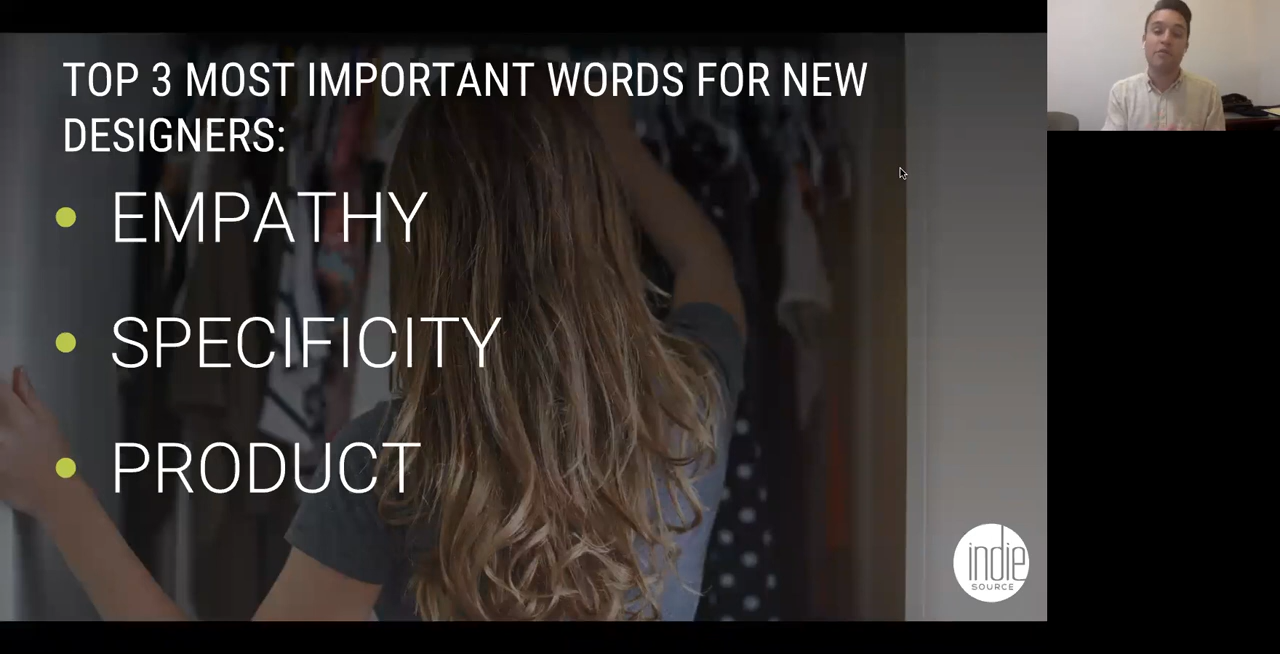 TOP 3 MOST IMPORTANT WORDS FOR NEW
DESIGNERS:
• EMPATHY
• SPECIFICITY
• PRODUCT
indie
SOURCE